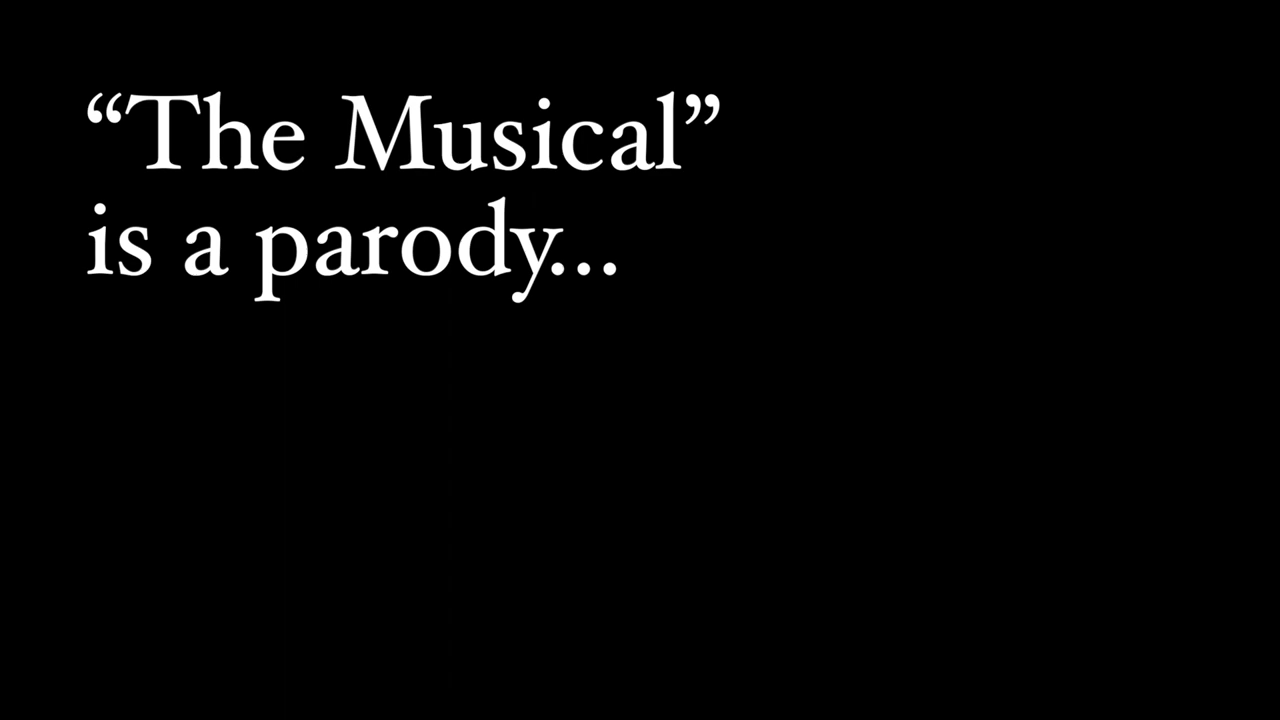 “The Musical”
is a parody...